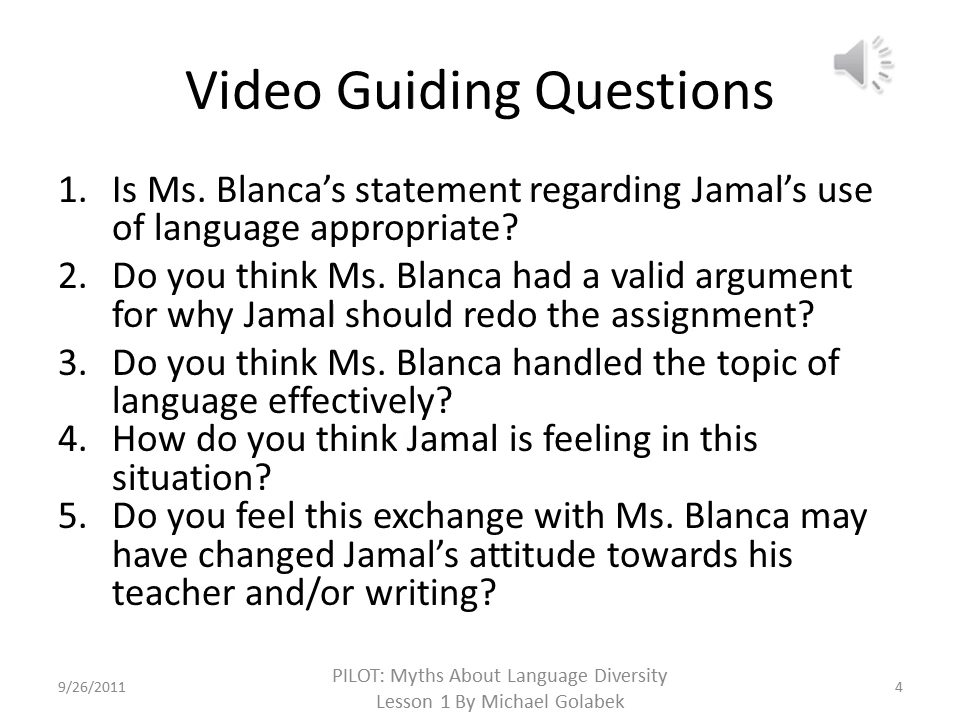 Video Guiding Questions
1. Is Ms. Blanca’s statement regarding Jamal’s use
of language appropriate?
2. Do you think Ms. Blanca had a valid argument
for why Jamal should redo the assignment?
3. Do you think Ms. Blanca handled the topic of
language effectively?
4. How do you think Jamal is feeling in this
situation?
5. Do you feel this exchange with Ms. Blanca may
have changed Jamal’s attitude towards his
teacher and/or writing?
9/26/2011
PILOT: Myths About Language Diversity
Lesson 1 By Michael Golabek
4